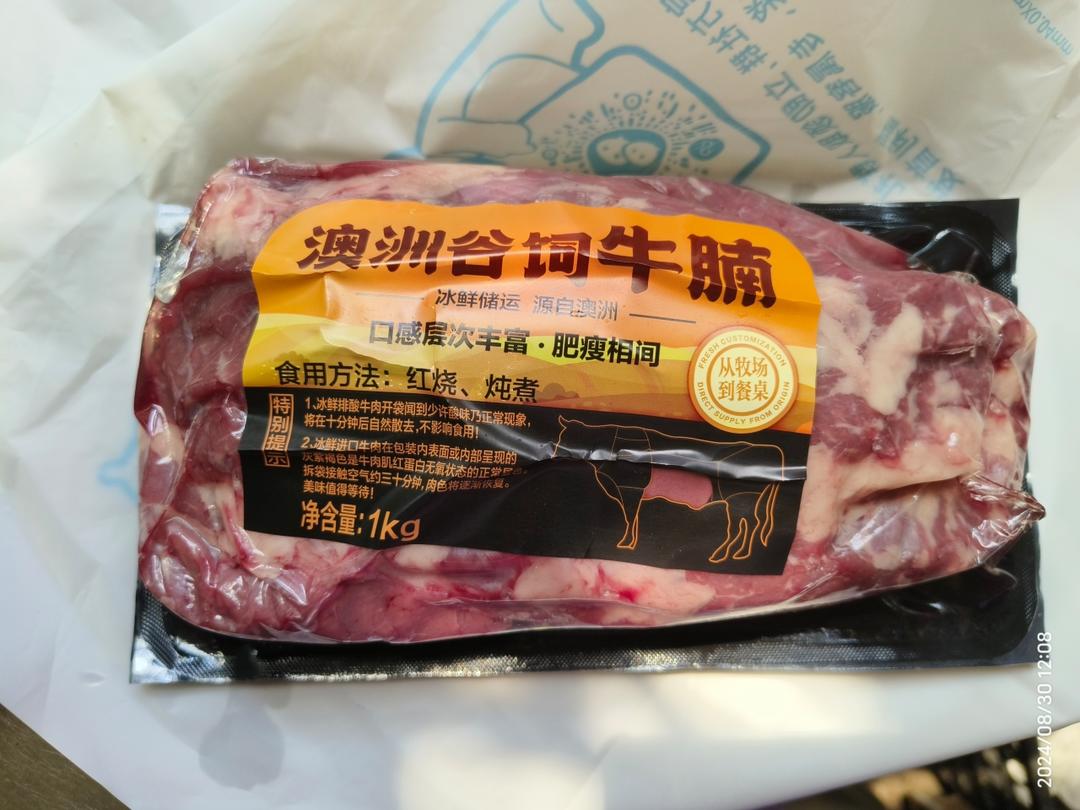 澳洲谷饲牛腩
冰鲜储运 源自澳洲
口感层次丰富·肥瘦相间
食用方法：红烧、炖煮
FRESH CUSTOMIZATION
从牧场
到餐桌
DIRECT SUPPLY FROM ORIGIN
特别提示
1、冰鲜排酸牛肉开袋闻到少许酸味乃正常现象，
将在十分钟后自然散去，不影响食用！
2、冰鲜进口牛肉在包装内表面或内部呈现的
灰紫褐色是牛肉肌红蛋白无氧状态的正常
拆袋接触空气约三十分钟，肉色将逐渐恢复。
美味值得等待！
净含量：1kg
2024/08/30 12:08